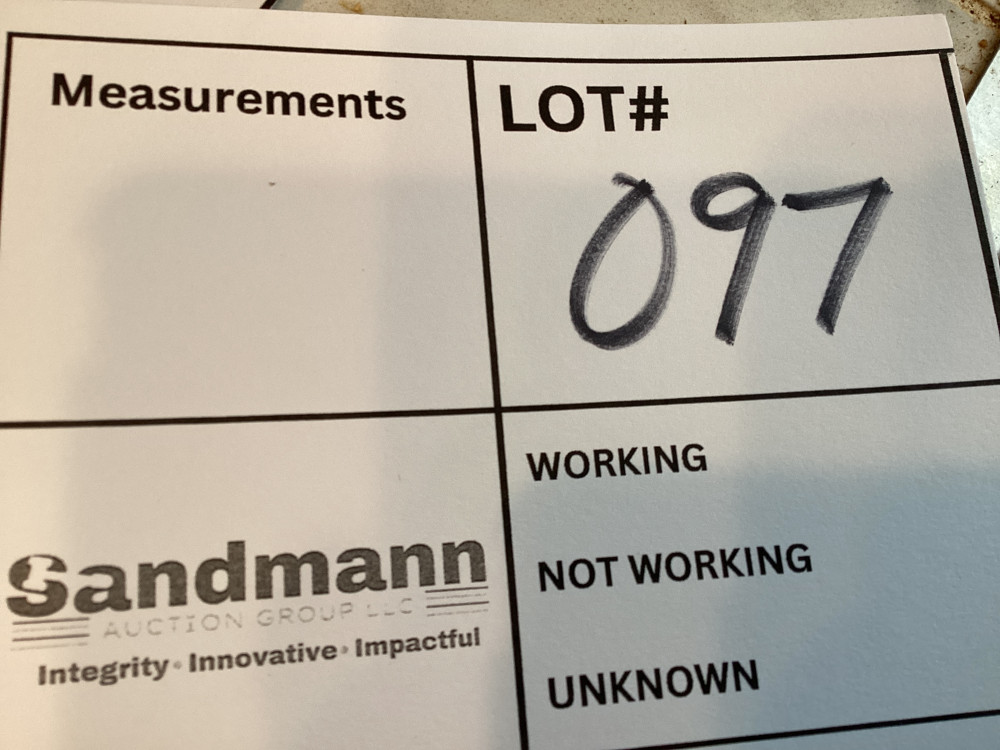 Measurements
LOT#
097
Sandmann
AUCTION GROUP LLC
Integrity • Innovative • Impactful
WORKING
NOT WORKING
UNKNOWN